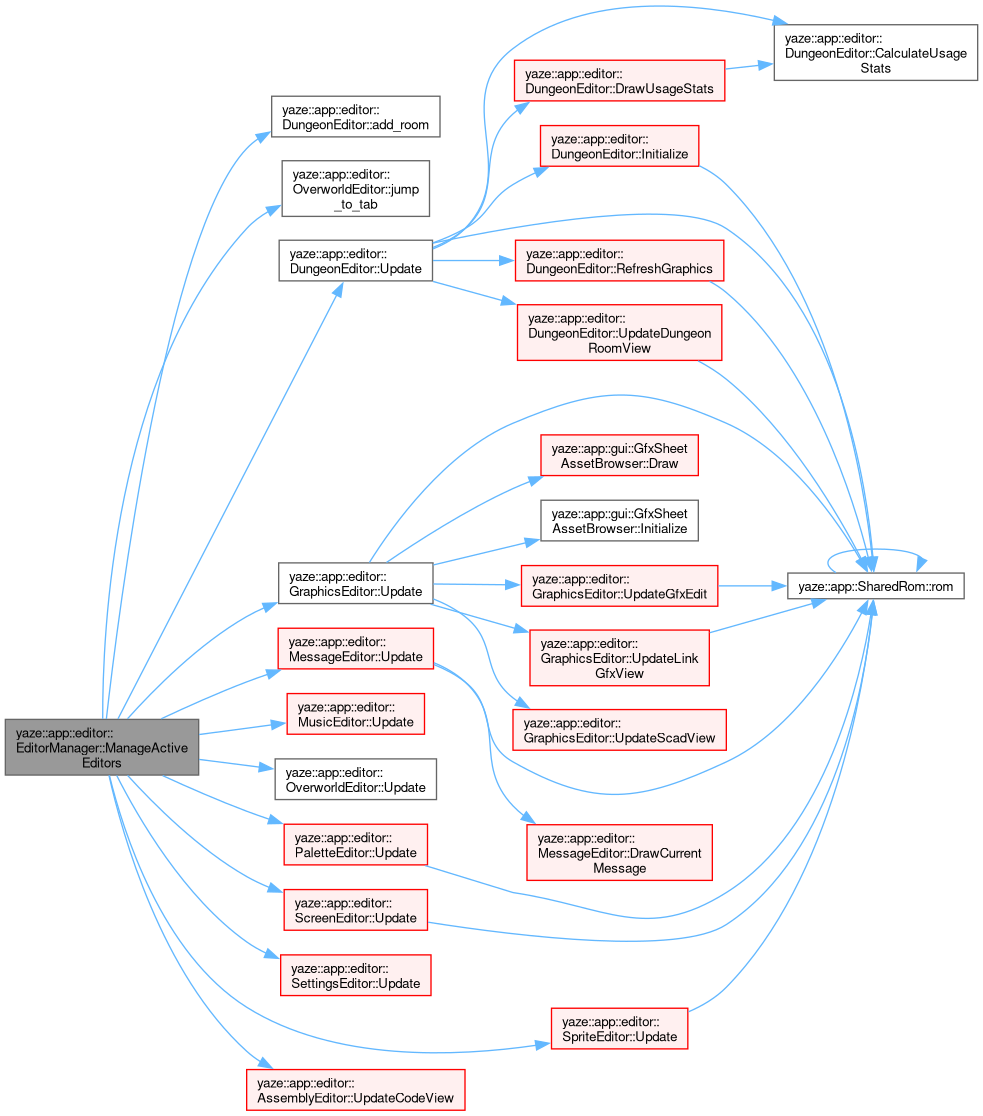 yaze::app::editor::
EditorManager::ManageActive
Editors
yaze::app::editor::
DungeonEditor::add_room
yaze::app::editor::
OverworldEditor::jump
_to_tab
yaze::app::editor::
DungeonEditor::Update
yaze::app::editor::
GraphicsEditor::Update
yaze::app::editor::
MessageEditor::Update
yaze::app::editor::
MusicEditor::Update
yaze::app::editor::
OverworldEditor::Update
yaze::app::editor::
PaletteEditor::Update
yaze::app::editor::
ScreenEditor::Update
yaze::app::editor::
SettingsEditor::Update
yaze::app::editor::
AssemblyEditor::UpdateCodeView
yaze::app::editor::
DungeonEditor::DrawUsageStats
yaze::app::editor::
DungeonEditor::Initialize
yaze::app::editor::
DungeonEditor::RefreshGraphics
yaze::app::editor::
DungeonEditor::UpdateDungeon
RoomView
yaze::app::gui::GfxSheet
AssetBrowser::Draw
yaze::app::gui::GfxSheet
AssetBrowser::Initialize
yaze::app::editor::
GraphicsEditor::UpdateGfxEdit
yaze::app::editor::
GraphicsEditor::UpdateLink
GfxView
yaze::app::editor::
GraphicsEditor::UpdateScadView
yaze::app::editor::
MessageEditor::DrawCurrent
Message
yaze::app::editor::
SpriteEditor::Update
yaze::app::editor::
DungeonEditor::CalculateUsage
Stats
yaze::app::SharedRom::rom